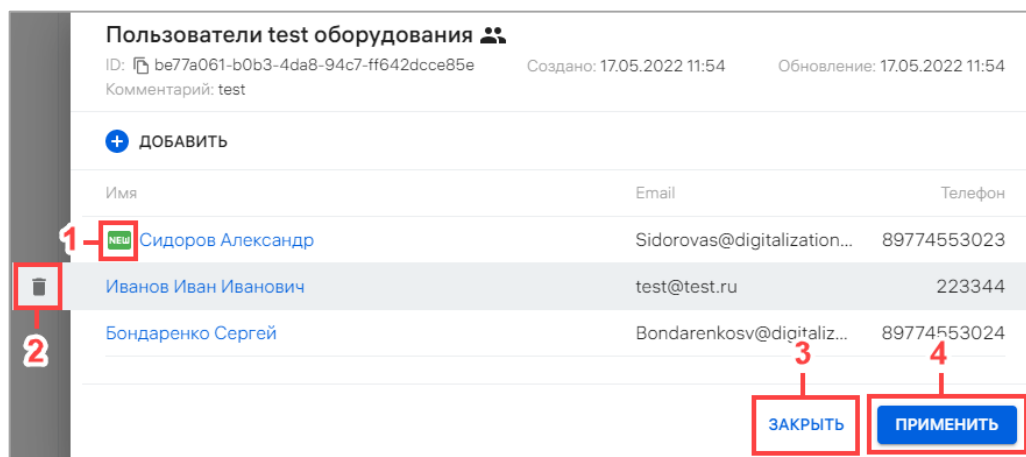 Пользователи test оборудования
ID: be77a061-b0b3-4da8-94c7-ff642dcce85e Создано: 17.05.2022 11:54 Обновление: 17.05.2022 11:54
Комментарий: test
ДОБАВИТЬ
Имя Email Телефон
1 NEW Сидоров Александр Sidorovas@digitalization... 89774553023
Иванов Иван Иванович test@test.ru 223344
2 Бондаренко Сергей Bondarenkosv@digitaliz... 89774553024
3 4
ЗАКРЫТЬ ПРИМЕНИТЬ